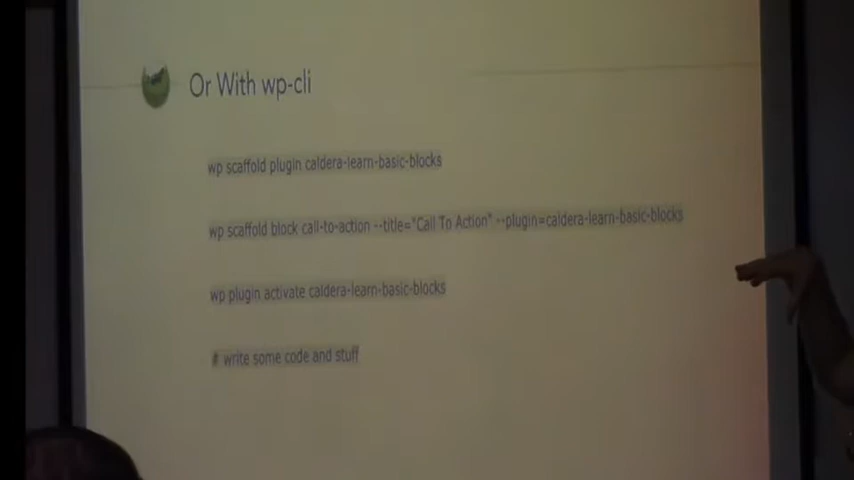 Or With wp-cli
wp scaffold plugin caldera-learn-basic-blocks
wp scaffold block call-to-action --title="Call To Action" --plugin=caldera-learn-basic-blocks
wp plugin activate caldera-learn-basic-blocks
# write some code and stuff